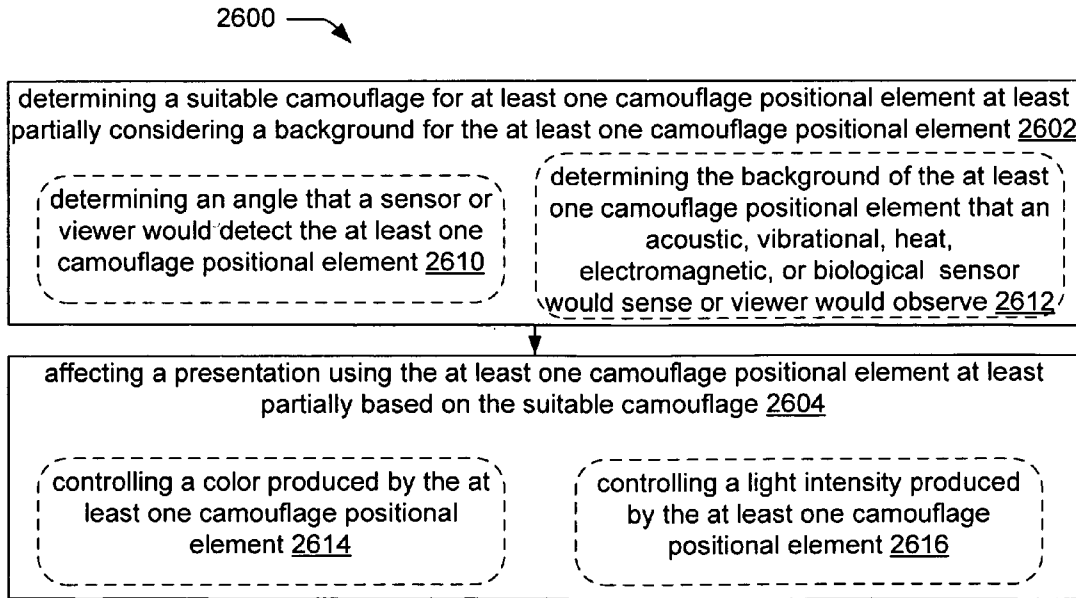 2600
determining a suitable camouflage for at least one camouflage positional element at least
partially considering a background for the at least one camouflage positional element 2602
determining an angle that a sensor or
viewer would detect the at least one
camouflage positional element 2610
determining the background of the at least
one camouflage positional element that an
acoustic, vibrational, heat,
electromagnetic, or biological sensor
would sense or viewer would observe 2612
affecting a presentation using the at least one camouflage positional element at least
partially based on the suitable camouflage 2604
controlling a color produced by the at
least one camouflage positional
element 2614
controlling a light intensity produced
by the at least one camouflage
positional element 2616